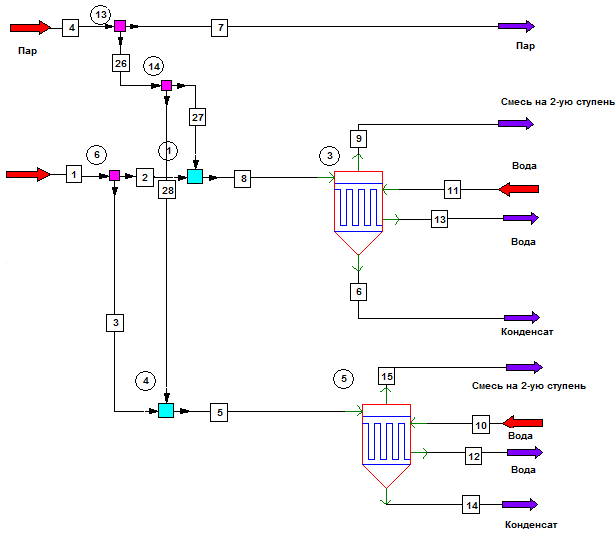 13
4
7
Пар
Пар
26
14
27
Смесь на 2-ую ступень
9
6
1
3
Вода
1
2
8
11
28
13
Вода
6
3
Конденсат
4
5
15
5
Смесь на 2-ую ступень
10
Вода
12
Вода
14
Конденсат